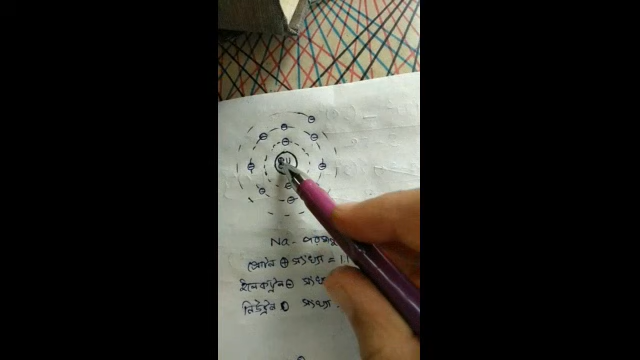 Na - পরমাণু
প্রোটন ⊕ সংখ্যা = 11
ইলেকট্রন ⊖ সংখ্যা
নিউট্রন সংখ্যা